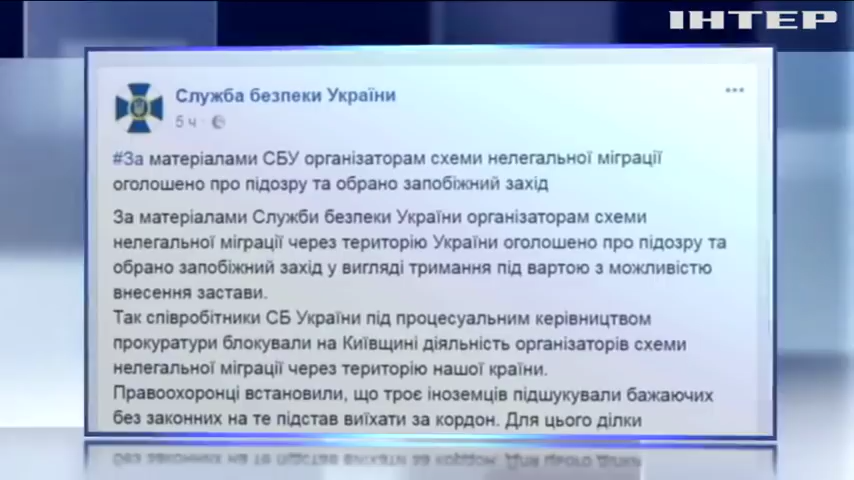 ІНТЕР
Служба безпеки України
5 ч ·
#За матеріалами СБУ організаторам схеми нелегальної міграції
оголошено про підозру та обрано запобіжний захід
За матеріалами Служби безпеки України організаторам схеми
нелегальної міграції через територію України оголошено про підозру та
обрано запобіжний захід у вигляді тримання під вартою з можливістю
внесення застави.
Так співробітники СБ України під процесуальним керівництвом
прокуратури блокували на Київщині діяльність організаторів схеми
нелегальної міграції через територію нашої країни.
Правоохоронці встановили, що троє іноземців підшукували бажаючих
без законних на те підстав виїхати за кордон. Для цього ділки